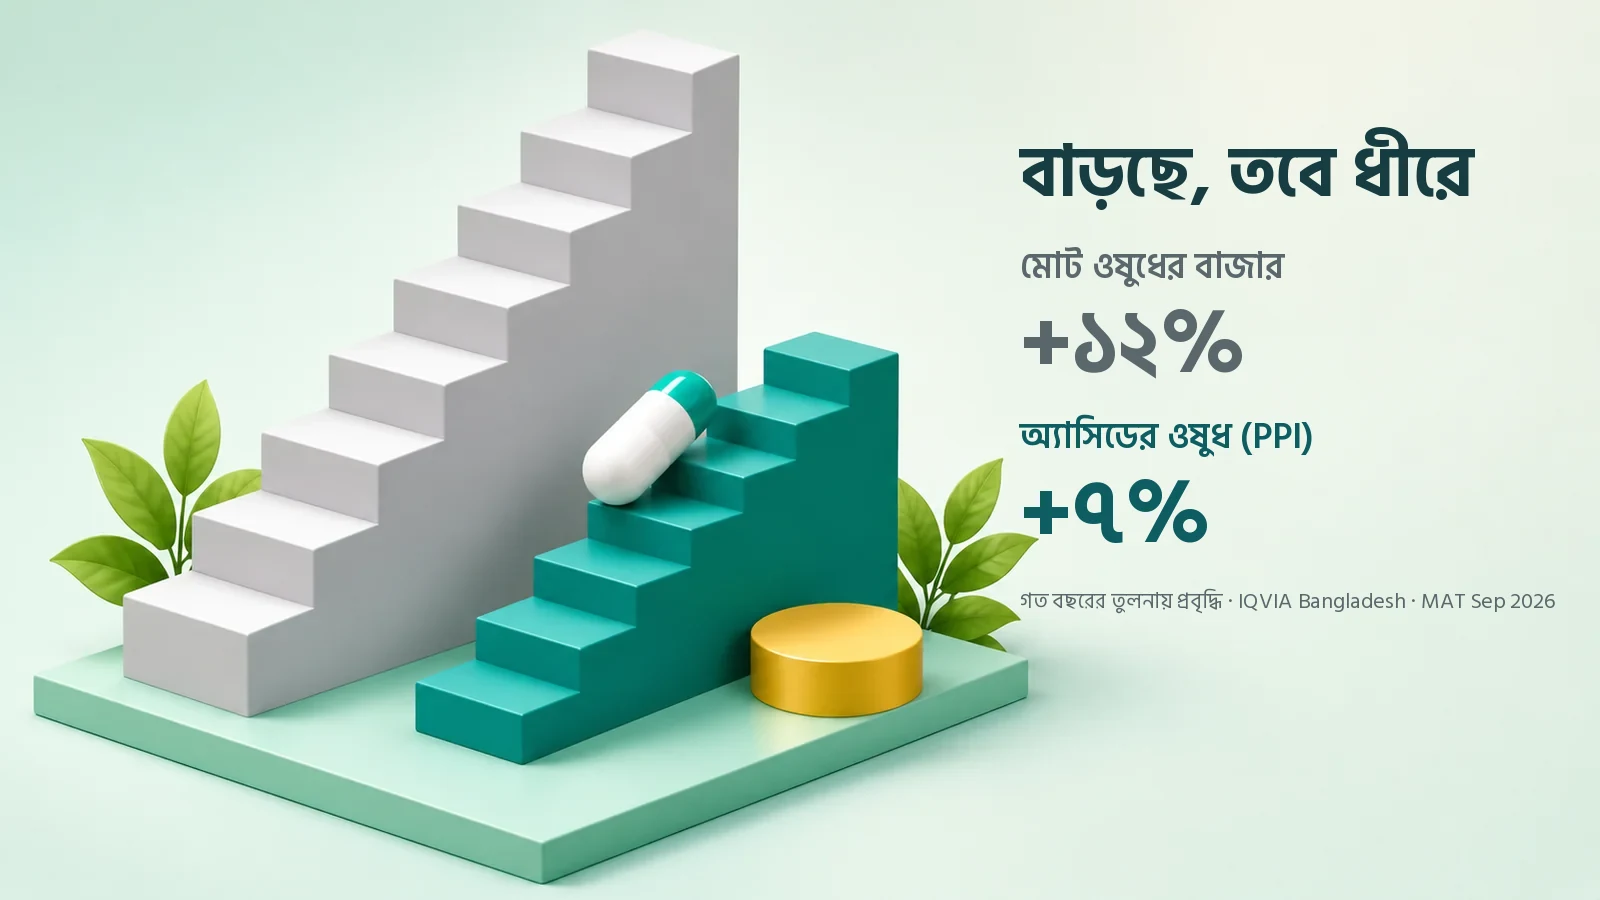 বাড়ছে, তবে ধীরে
মোট ওষুধের বাজার
+১২%
অ্যাসিডের ওষুধ (PPI)
+৭%
গত বছরের তুলনায় প্রবৃদ্ধি · IQVIA Bangladesh · MAT Sep 2026